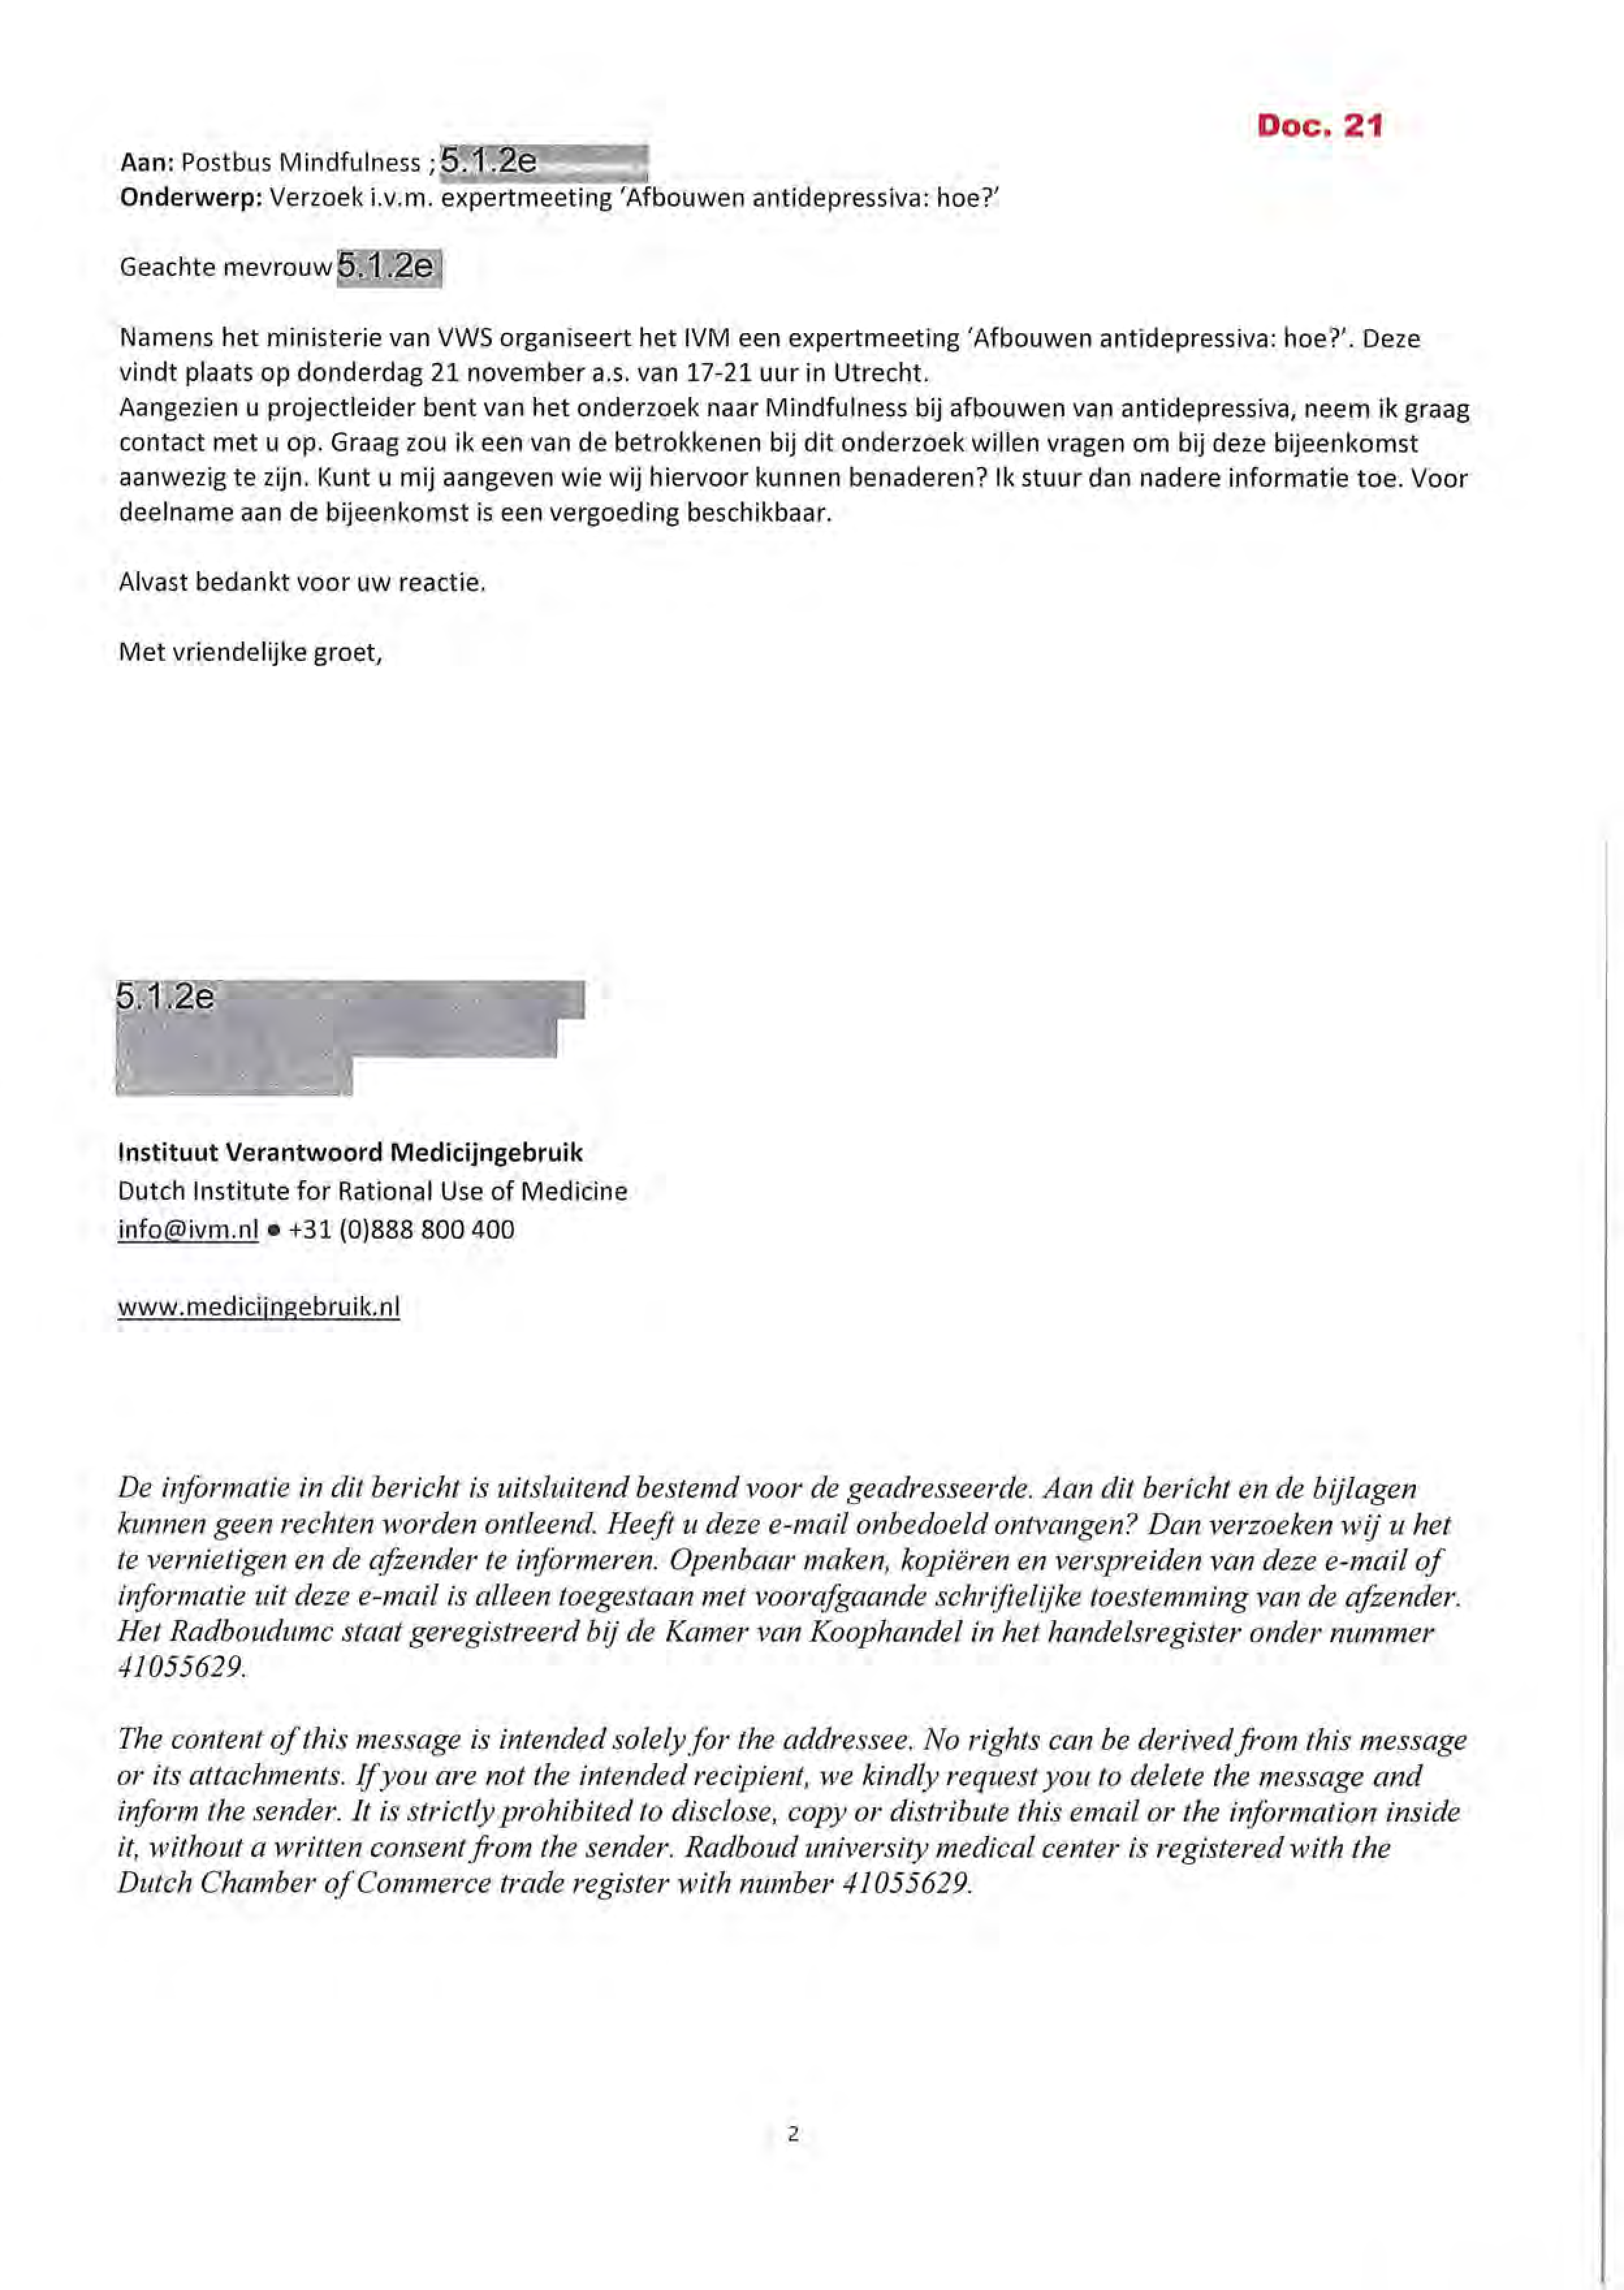 Doc. 21
Aan: Postbus Mindfulness ; 5.1.2e
Onderwerp: Verzoek i.v.m. expertmeeting ‘Afbouwen antidepressiva: hoe?’
Geachte mevrouw 5.1.2e
Namens het ministerie van VWS organiseert het IVM een expertmeeting ‘Afbouwen antidepressiva: hoe?’. Deze
vindt plaats op donderdag 21 november a.s. van 17-21 uur in Utrecht.
Aangezien u projectleider bent van het onderzoek naar Mindfulness bij afbouwen van antidepressiva, neem ik graag
contact met u op. Graag zou ik een van de betrokkenen bij dit onderzoek willen vragen om bij deze bijeenkomst
aanwezig te zijn. Kunt u mij aangeven wie wij hiervoor kunnen benaderen? Ik stuur dan nadere informatie toe. Voor
deelname aan de bijeenkomst is een vergoeding beschikbaar.
Alvast bedankt voor uw reactie.
Met vriendelijke groet,
5.1.2e
Instituut Verantwoord Medicijngebruik
Dutch Institute for Rational Use of Medicine
info@ivm.nl ● +31 (0)888 800 400
www.medicijngebruik.nl
De informatie in dit bericht is uitsluitend bestemd voor de geadresseerde. Aan dit bericht en de bijlagen
kunnen geen rechten worden ontleend. Heeft u deze e-mail onbedoeld ontvangen? Dan verzoeken wij u het
te vernietigen en de afzender te informeren. Openbaar maken, kopiëren en verspreiden van deze e-mail of
informatie uit deze e-mail is alleen toegestaan met voorafgaande schriftelijke toestemming van de afzender.
Het Radboudumc staat geregistreerd bij de Kamer van Koophandel in het handelsregister onder nummer
41055629.
The content of this message is intended solely for the addressee. No rights can be derived from this message
or its attachments. If you are not the intended recipient, we kindly request you to delete the message and
inform the sender. It is strictly prohibited to disclose, copy or distribute this email or the information inside
it, without a written consent from the sender. Radboud university medical center is registered with the
Dutch Chamber of Commerce trade register with number 41055629.
2